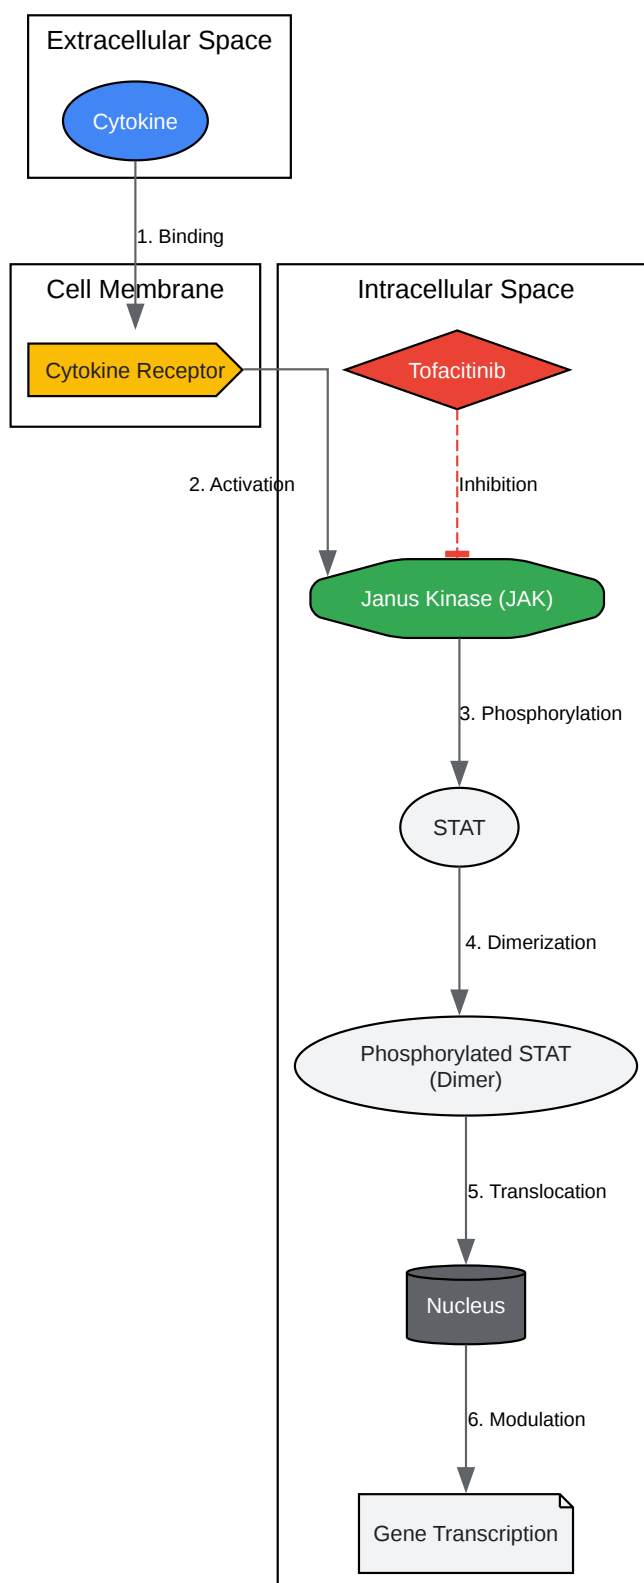 Extracellular Space
Cytokine
1. Binding
Cell Membrane
Cytokine Receptor
Intracellular Space
Tofacitinib
2. Activation
Inhibition
Janus Kinase (JAK)
3. Phosphorylation
STAT
4. Dimerization
Phosphorylated STAT
(Dimer)
5. Translocation
Nucleus
6. Modulation
Gene Transcription